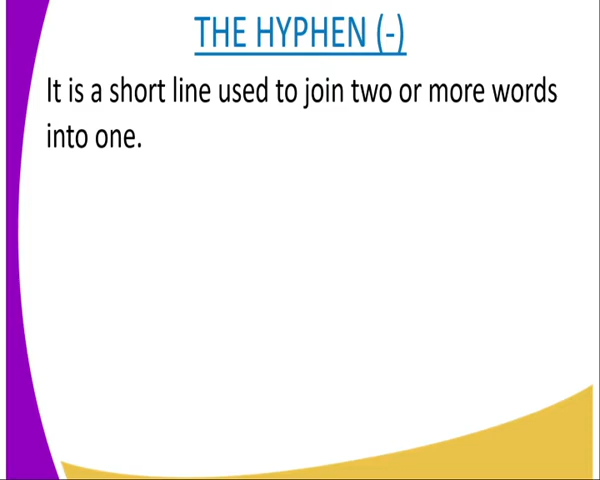 THE HYPHEN (-)
It is a short line used to join two or more words
into one.